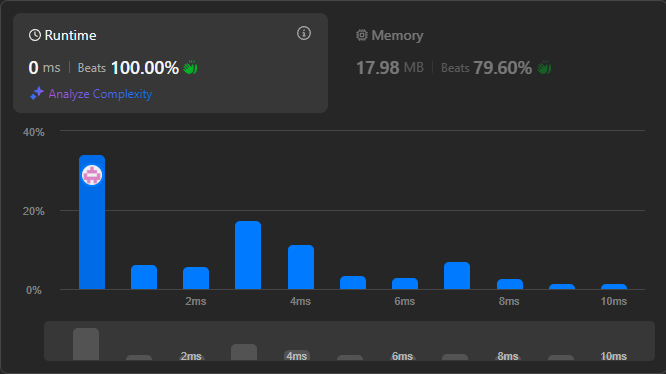 Runtime
0 ms | Beats 100.00%
Analyze Complexity
Memory
17.98 MB | Beats 79.60%
40%
20%
0%
2ms 4ms 6ms 8ms 10ms
2ms 4ms 6ms 8ms 10ms